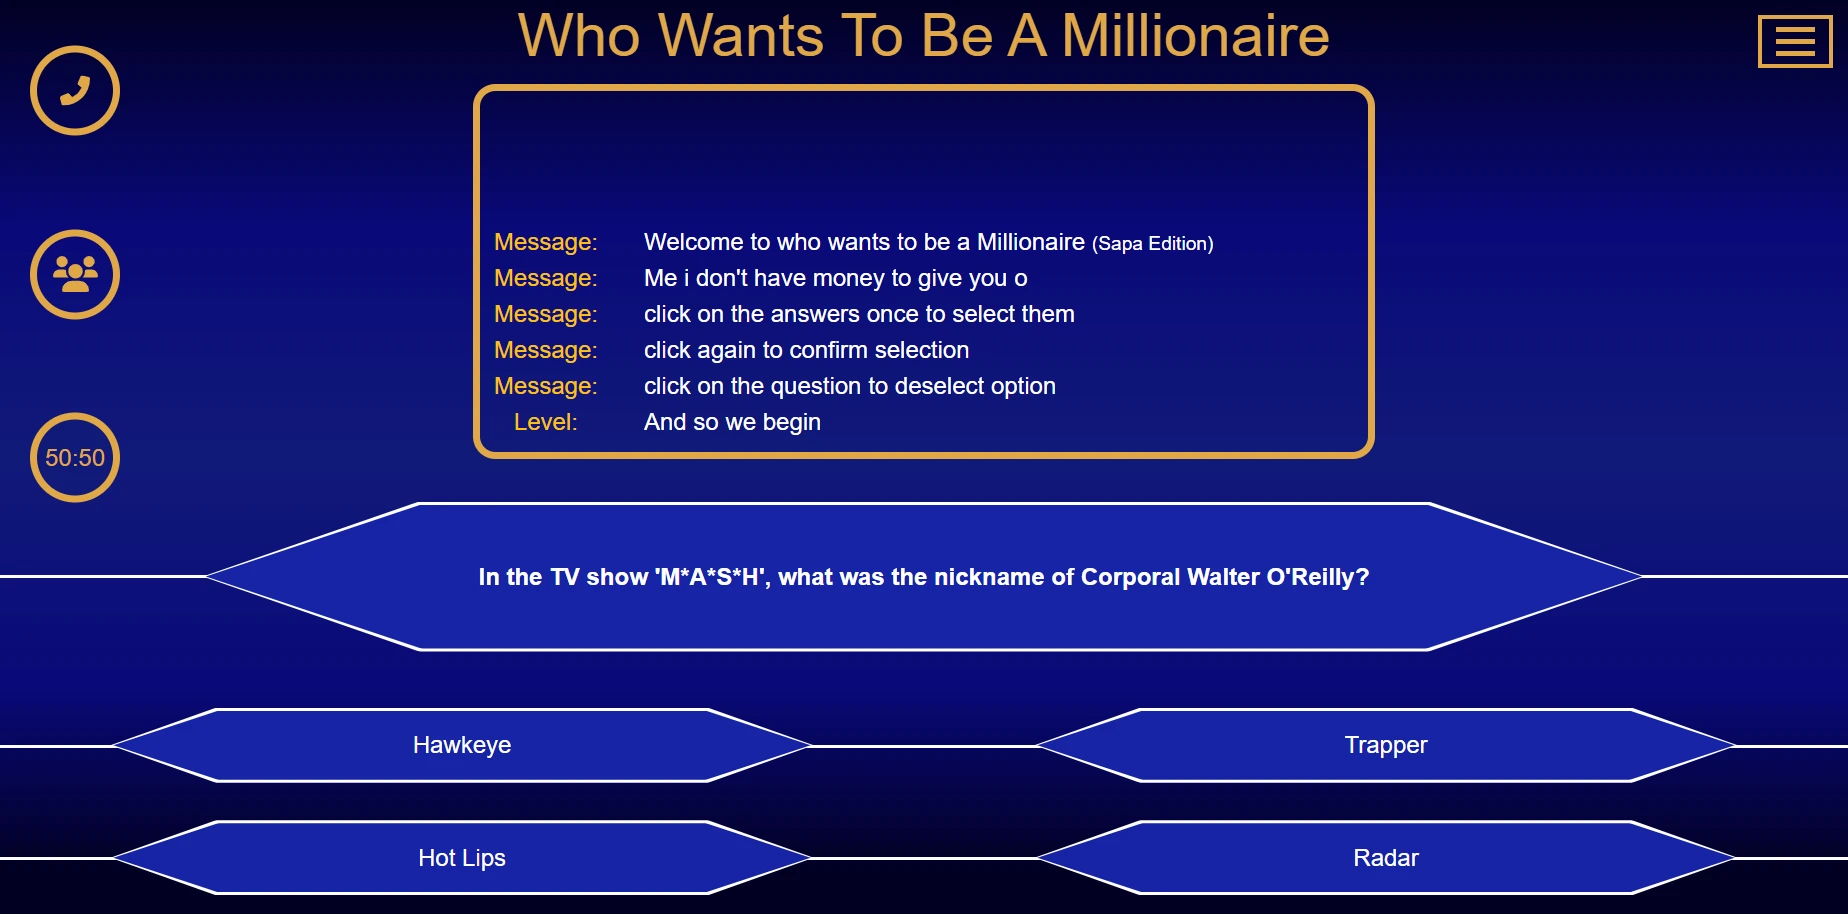 Who Wants To Be A Millionaire
Message: Welcome to who wants to be a Millionaire (Sapa Edition)
Message: Me i don't have money to give you o
Message: click on the answers once to select them
Message: click again to confirm selection
Message: click on the question to deselect option
Level: And so we begin
50:50
In the TV show 'M*A*S*H', what was the nickname of Corporal Walter O'Reilly?
Hawkeye
Trapper
Hot Lips
Radar